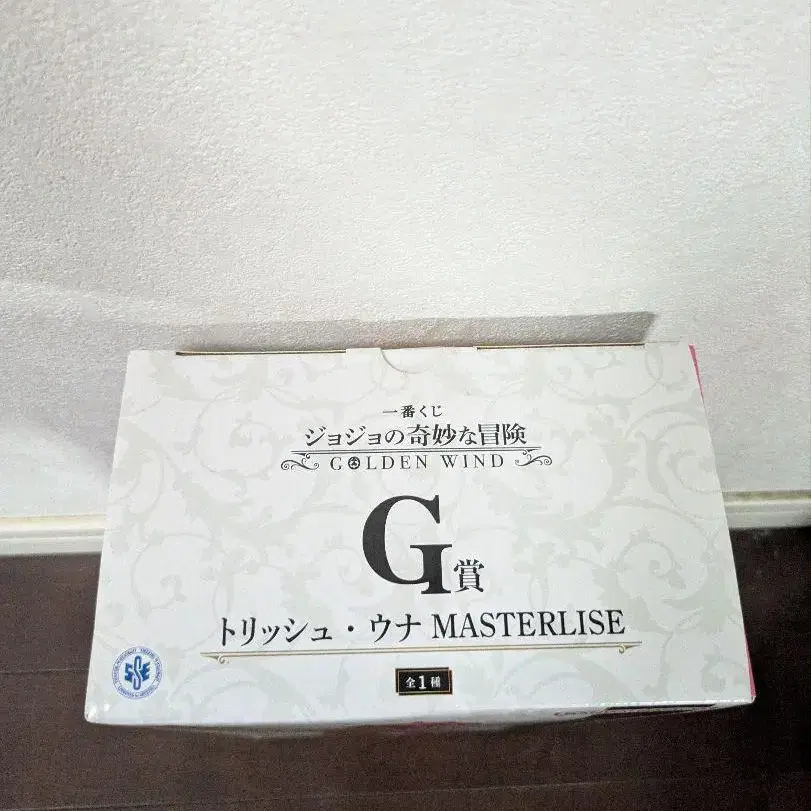 一番くじ
ジョジョの奇妙な冒険
GOLDEN WIND
G賞
トリッシュ・ウナ MASTERLISE
全1種